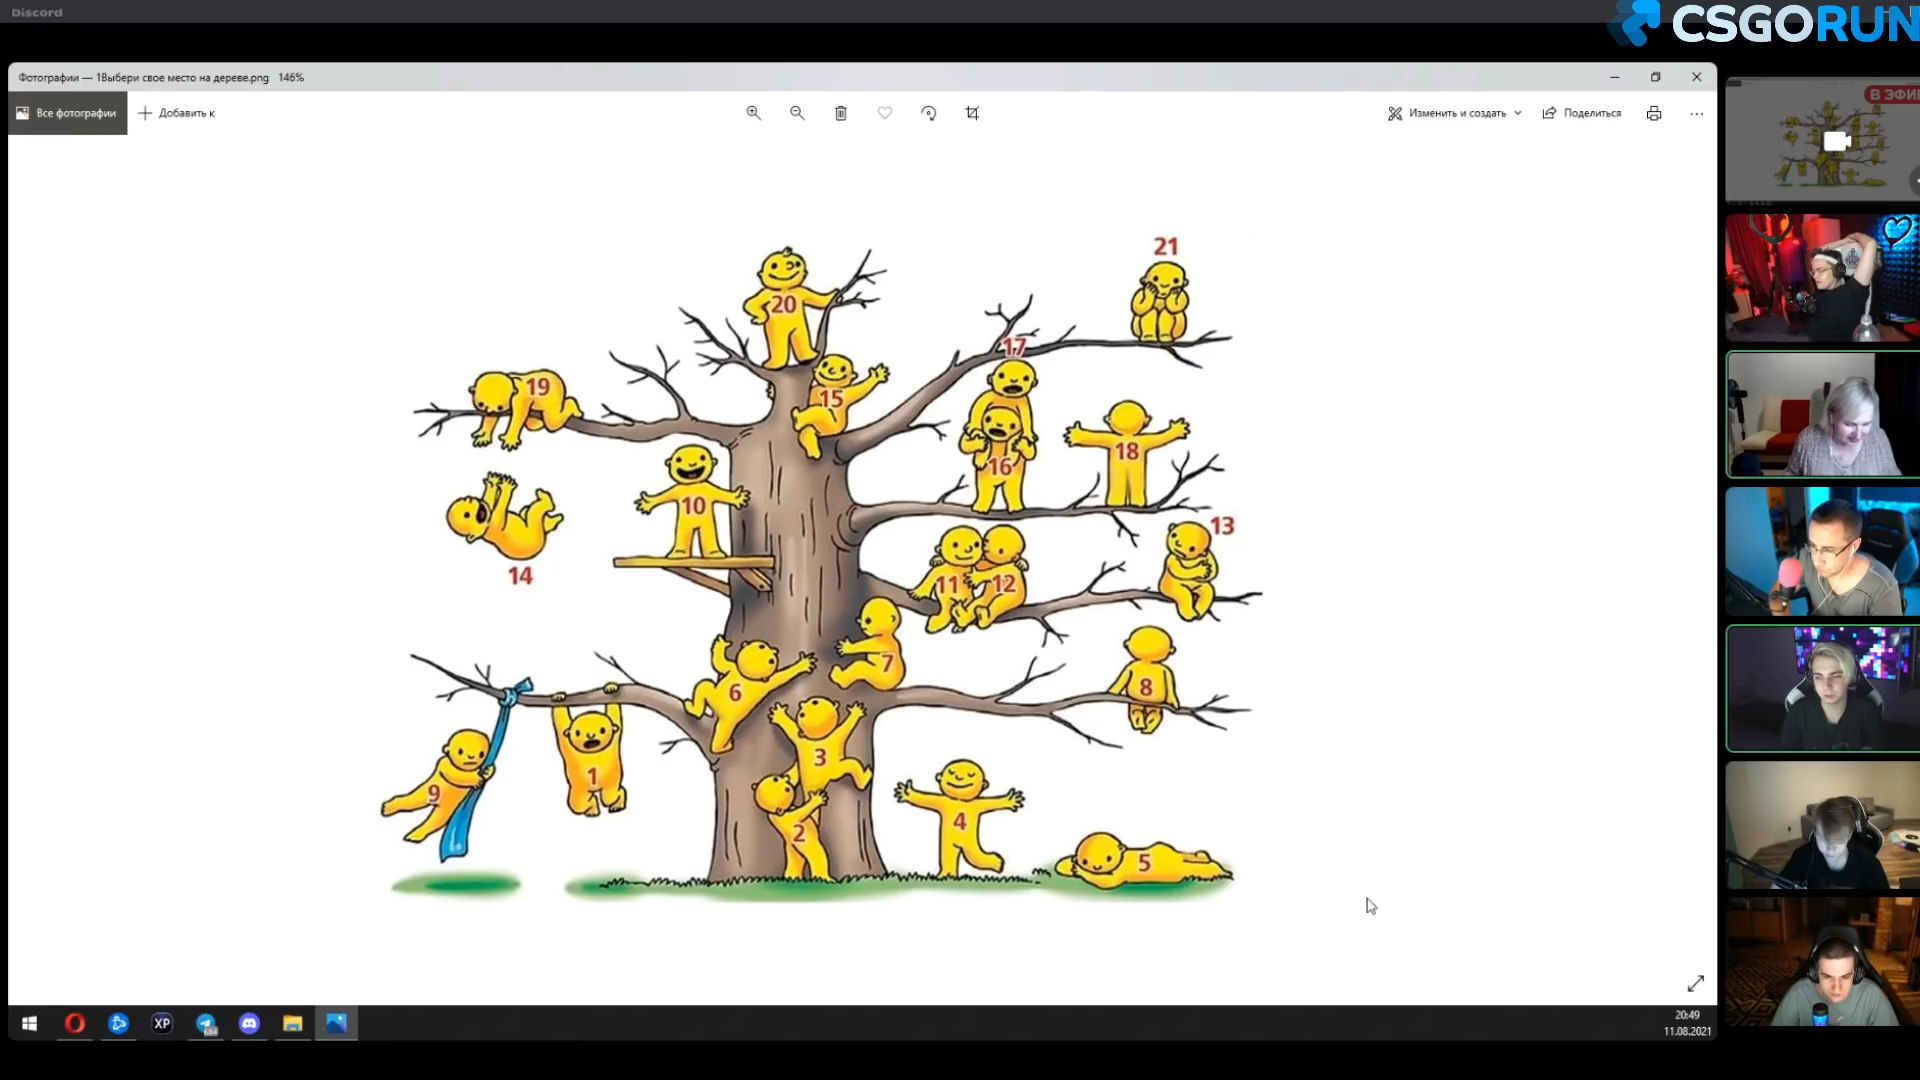 Discord
CSGORUN
Фотографии — 1Выбери свое место на дереве.png 146%
Все фотографии
Добавить к
Изменить и создать
Поделиться
21
20
17
19
15
16
18
10
13
14
11
12
7
6
8
3
1
9
2
4
5
XP
20:49
11.08.2021